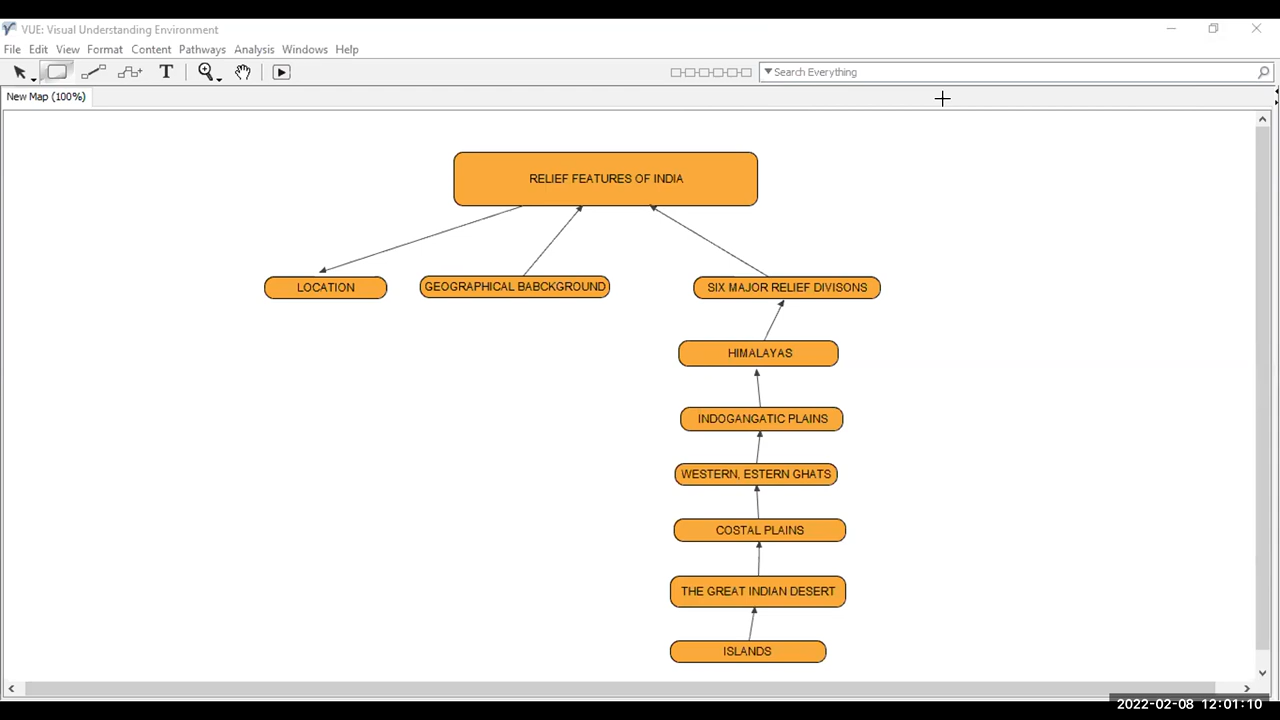 VUE: Visual Understanding Environment
File Edit View Format Content Pathways Analysis Windows Help
T
Search Everything
New Map (100%)
RELIEF FEATURES OF INDIA
LOCATION
GEOGRAPHICAL BABCKGROUND
SIX MAJOR RELIEF DIVISONS
HIMALAYAS
INDOGANGATIC PLAINS
WESTERN, ESTERN GHATS
COSTAL PLAINS
THE GREAT INDIAN DESERT
ISLANDS
2022-02-08 12:01:10